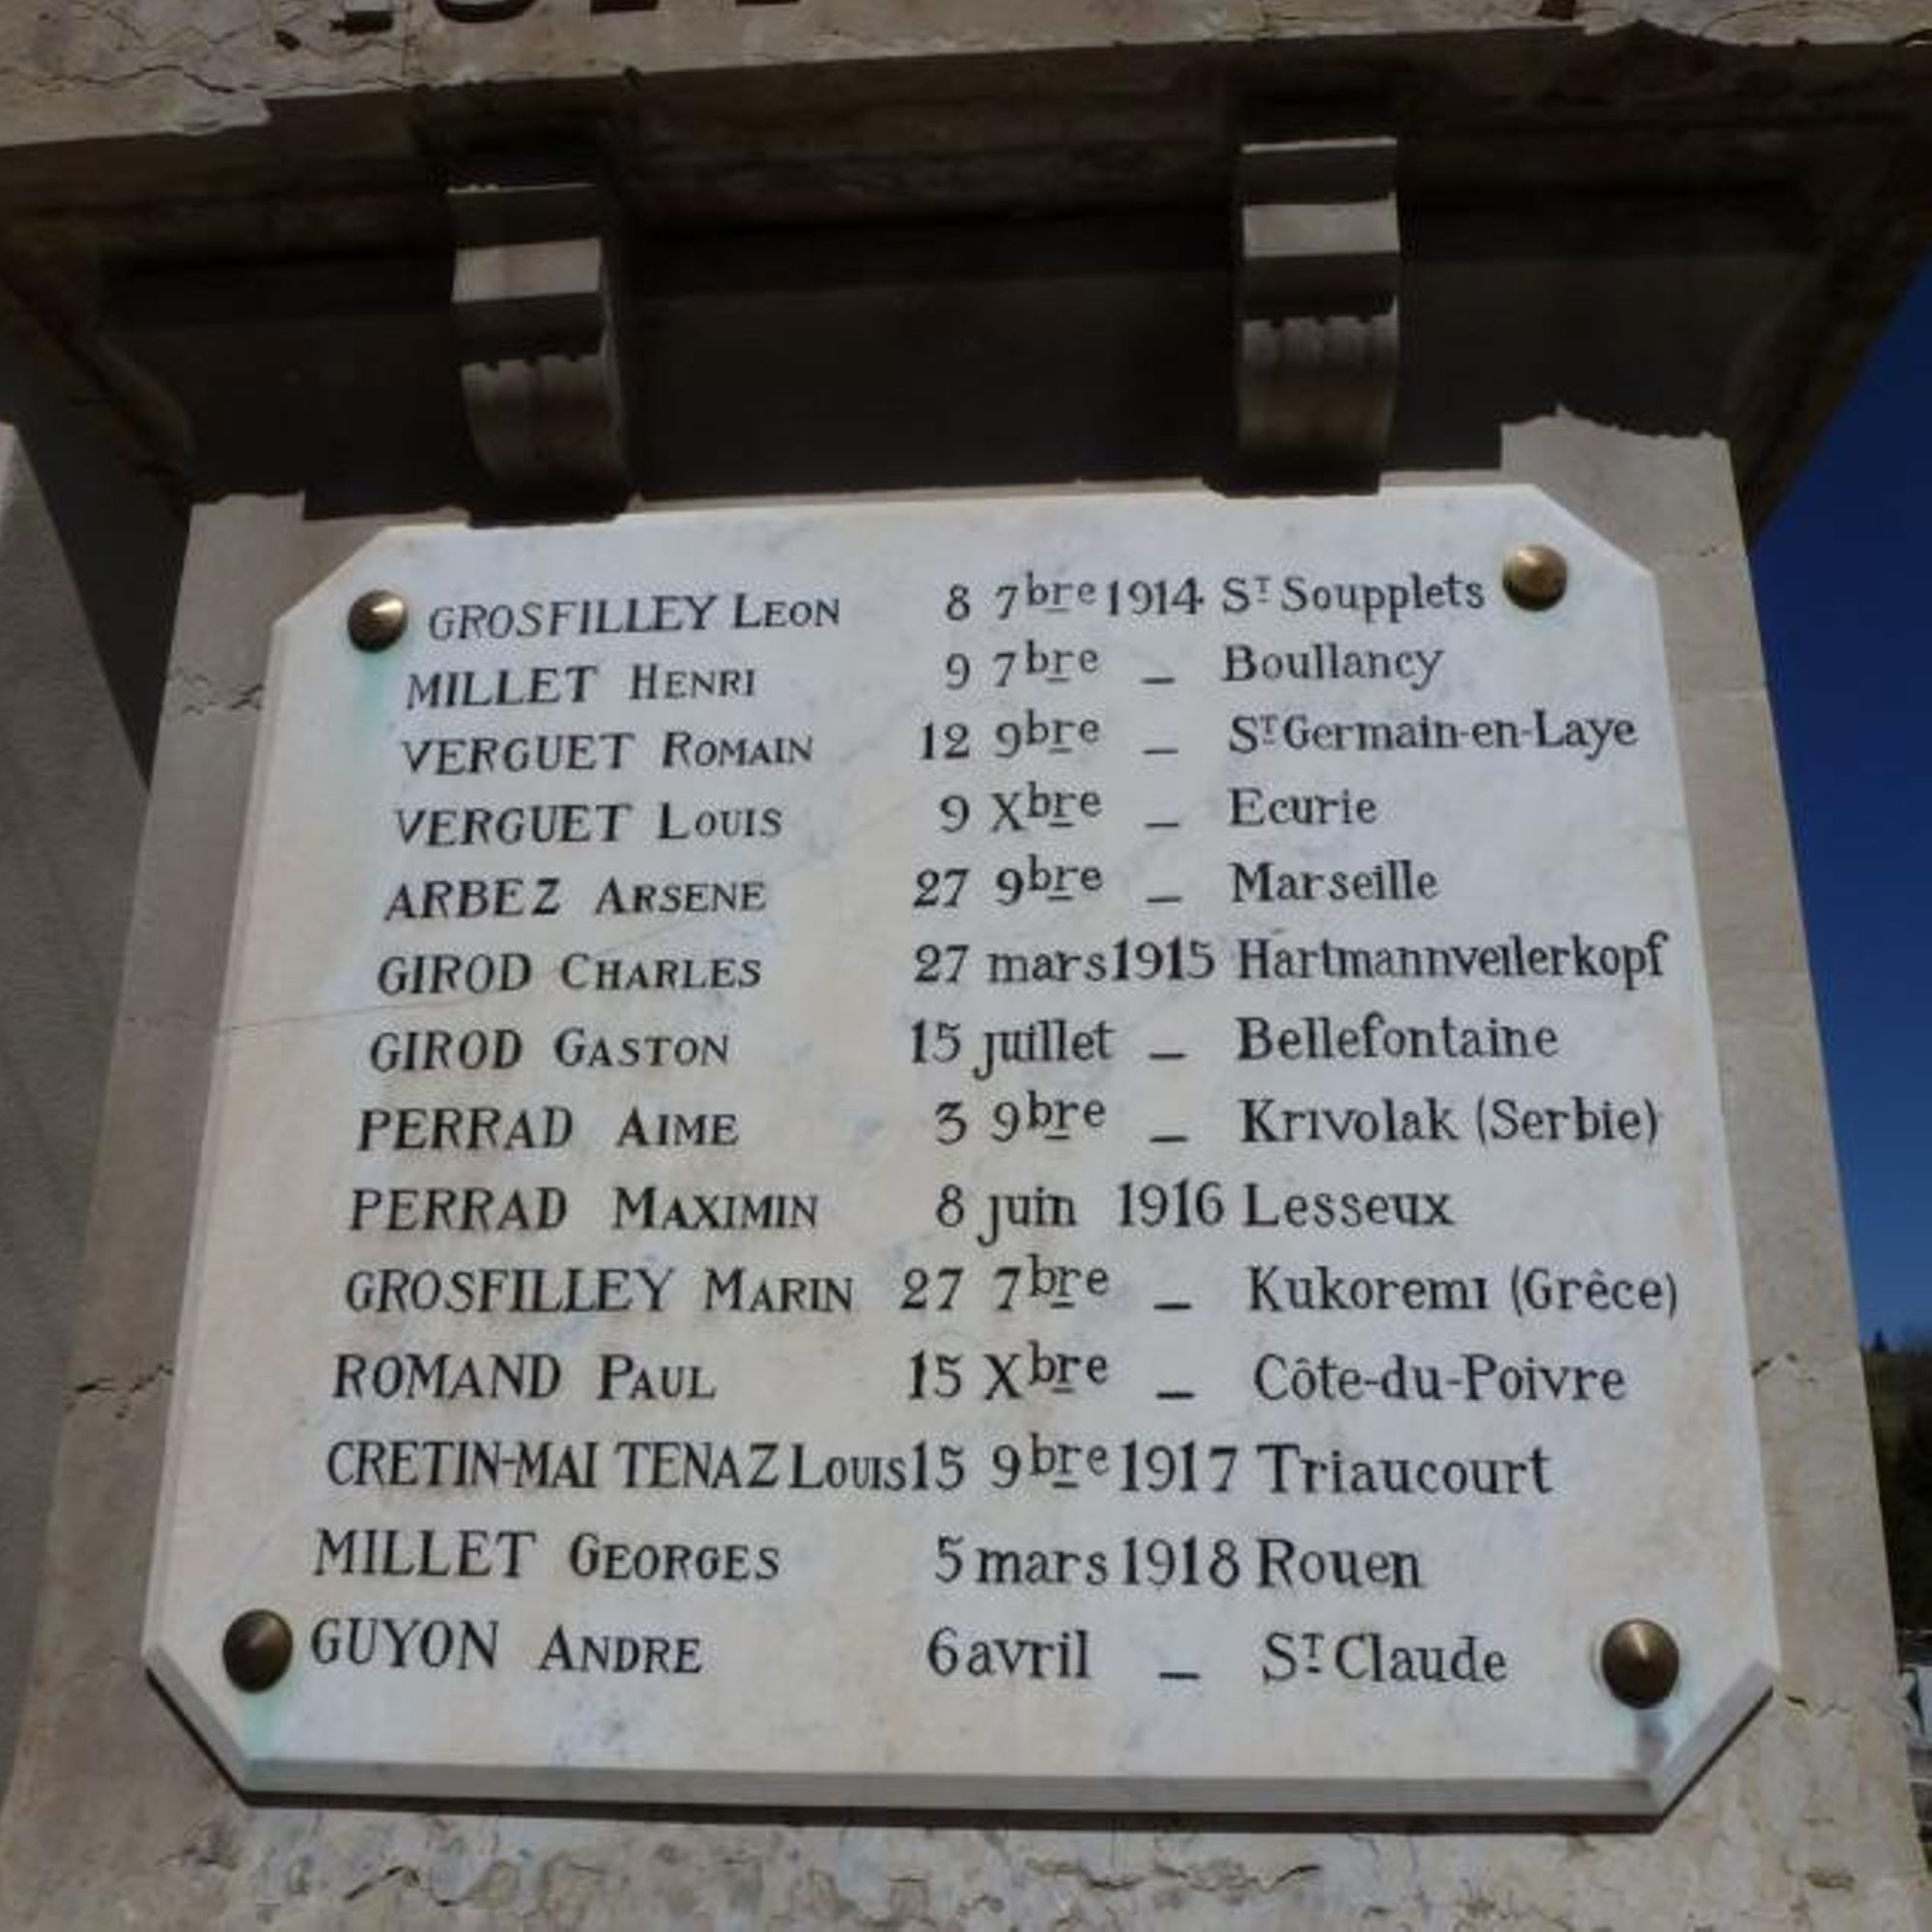 GROSFILLEY LEON 8 7bre 1914 ST Soupplets
MILLET HENRI 9 7bre _ Boullancy
VERGUET ROMAIN 12 9bre _ ST Germain-en-Laye
VERGUET LOUIS 9 Xbre _ Ecurie
ARBEZ ARSENE 27 9bre _ Marseille
GIROD CHARLES 27 mars 1915 Hartmannveilerkopf
GIROD GASTON 15 juillet _ Bellefontaine
PERRAD AIME 3 9bre _ Krivolak (Serbie)
PERRAD MAXIMIN 8 juin 1916 Lesseux
GROSFILLEY MARIN 27 7bre _ Kukoremi (Grêce)
ROMAND PAUL 15 Xbre _ Côte-du-Poivre
CRETIN-MAI TENAZ LOUIS 15 9bre 1917 Triaucourt
MILLET GEORGES 5 mars 1918 Rouen
GUYON ANDRE 6 avril _ ST Claude